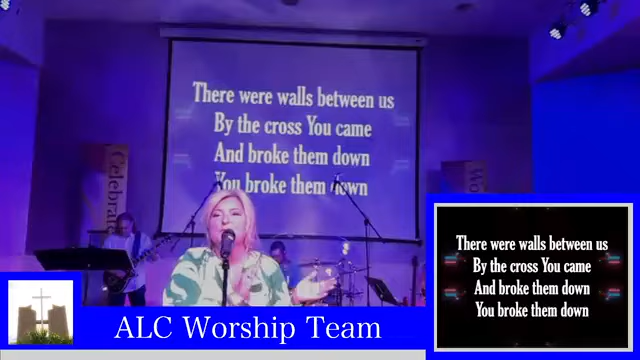 There were walls between us
By the cross You came
And broke them down
You broke them down
Celebrate
Wo
There were walls between us
By the cross You came
And broke them down
You broke them down
ALC Worship Team